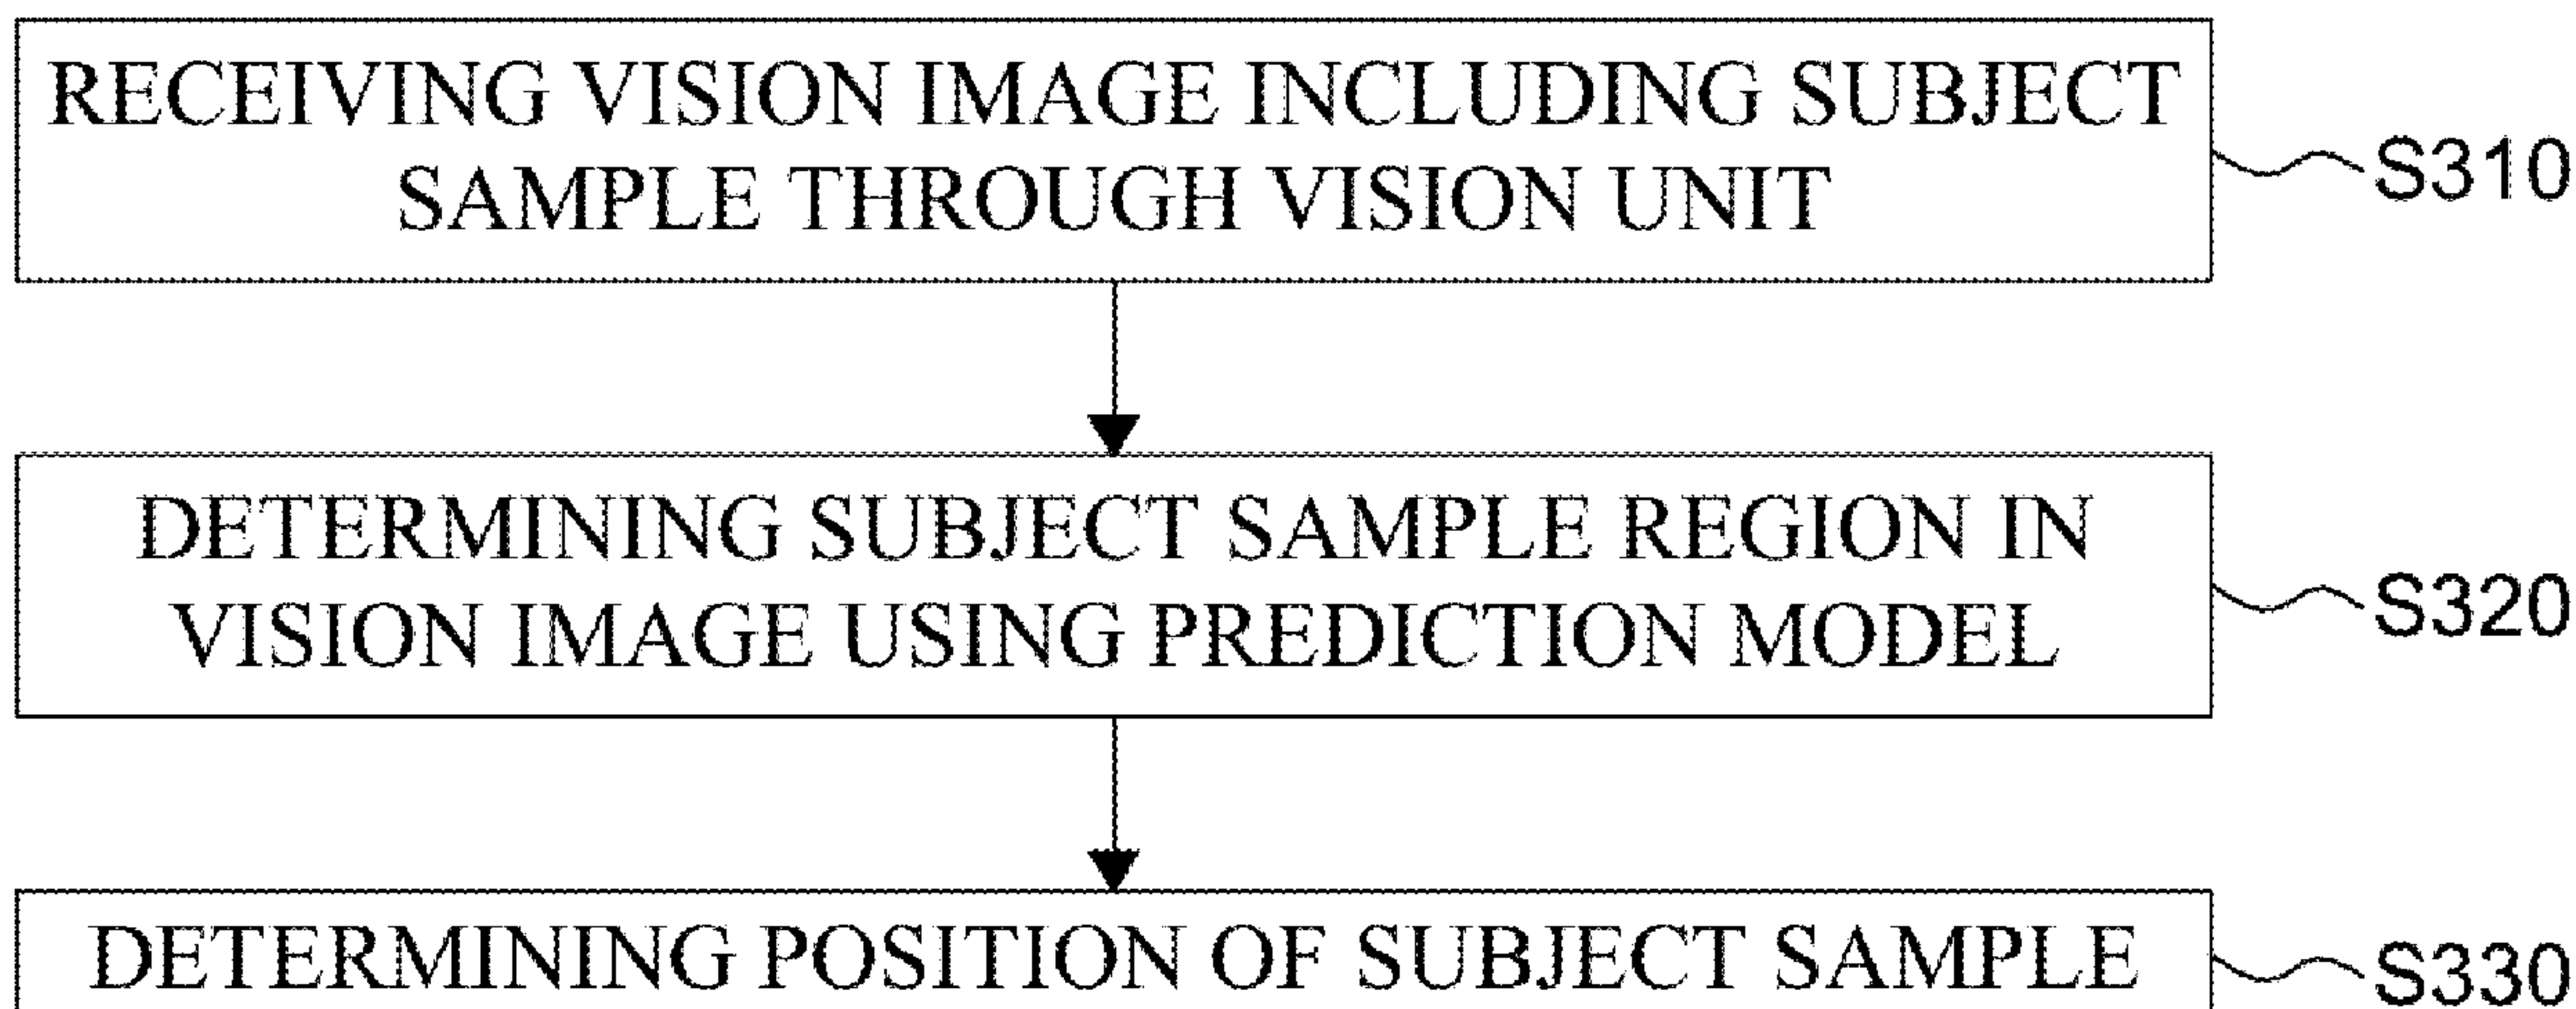 RECEIVING VISION IMAGE INCLUDING SUBJECT
SAMPLE THROUGH VISION UNIT
S310
DETERMINING SUBJECT SAMPLE REGION IN
VISION IMAGE USING PREDICTION MODEL
S320
DETERMINING POSITION OF SUBJECT SAMPLE
S330